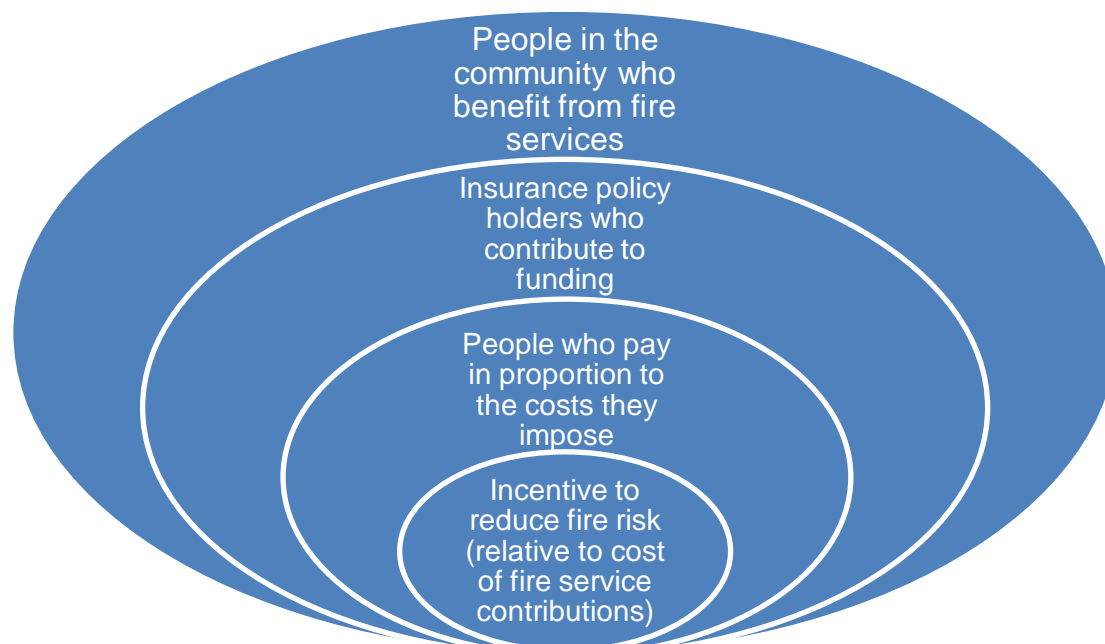 People in the
community who
benefit from fire
services
Insurance policy
holders who
contribute to
funding
People who pay
in proportion to
the costs they
impose
Incentive to
reduce fire risk
(relative to cost
of fire service
contributions)